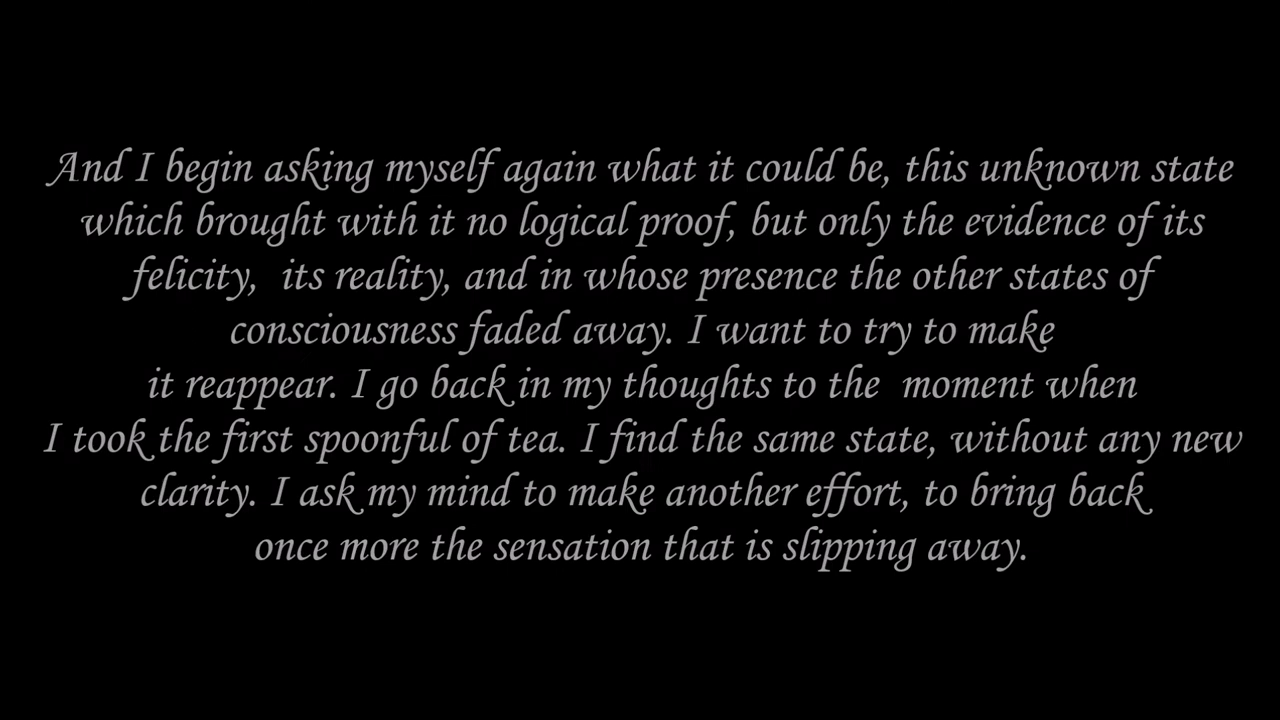 And I begin asking myself again what it could be, this unknown state
which brought with it no logical proof, but only the evidence of its
felicity,  its reality, and in whose presence the other states of
consciousness faded away. I want to try to make
it reappear. I go back in my thoughts to the  moment when
I took the first spoonful of tea. I find the same state, without any new
clarity. I ask my mind to make another effort, to bring back
once more the sensation that is slipping away.